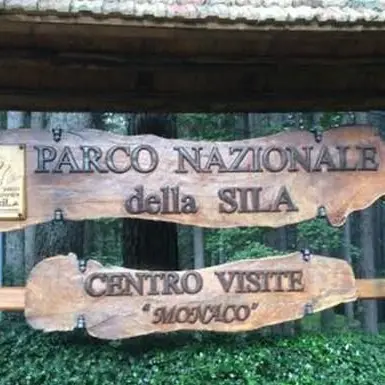 PARCO NAZIONALE
della SILA
CENTRO VISITE
"MONACO"